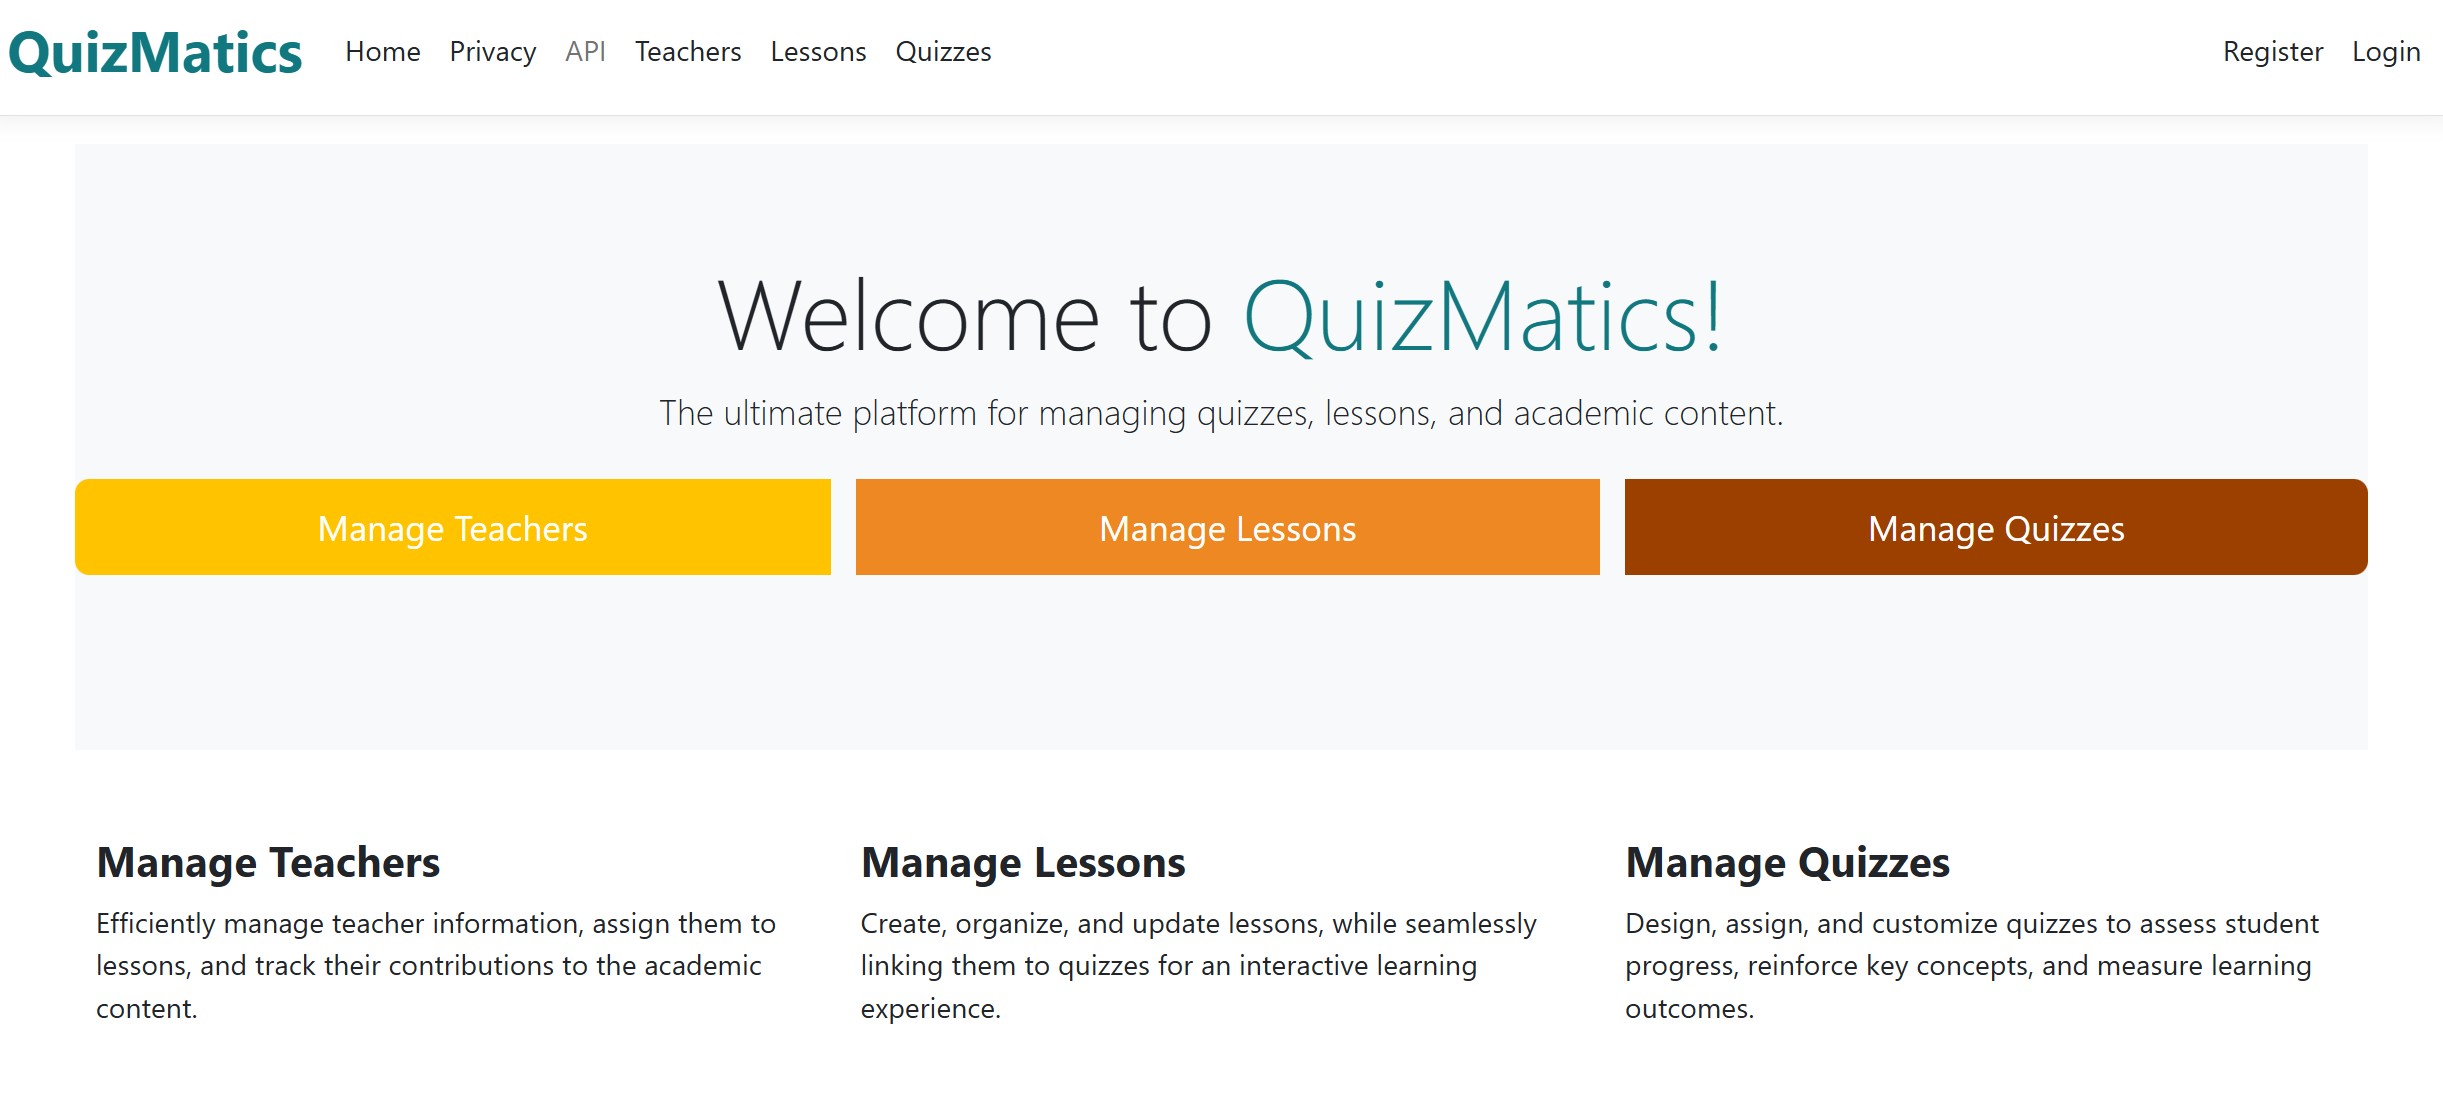 QuizMatics Home Privacy API Teachers Lessons Quizzes Register Login
Welcome to QuizMatics!
The ultimate platform for managing quizzes, lessons, and academic content.
Manage Teachers
Manage Lessons
Manage Quizzes
Manage Teachers
Efficiently manage teacher information, assign them to
lessons, and track their contributions to the academic
content.
Manage Lessons
Create, organize, and update lessons, while seamlessly
linking them to quizzes for an interactive learning
experience.
Manage Quizzes
Design, assign, and customize quizzes to assess student
progress, reinforce key concepts, and measure learning
outcomes.